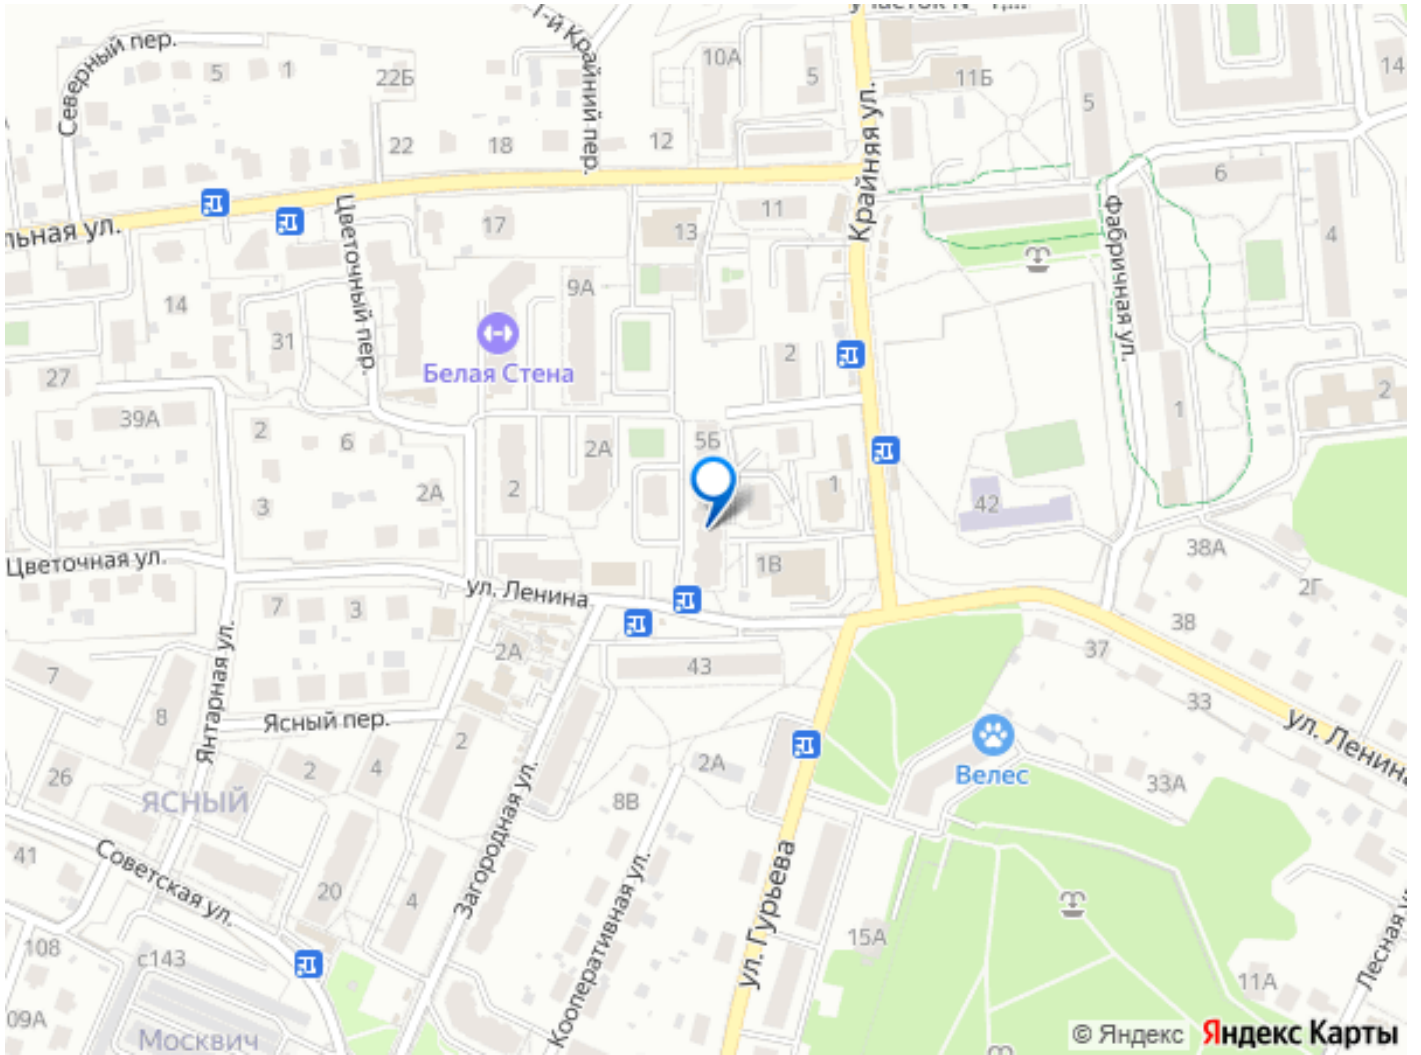 участок № 1,...
1-й Крайний пер.
Северный пер.
5
1
22Б
10А
5
11Б
5
14
22
18
12
Крайняя ул.
6
льная ул.
Цветочный пер.
17
13
11
4
Фабричная ул.
14
9А
31
Белая Стена
2
27
39А
2
6
2А
5Б
1
2
3
2А
2
1
42
Цветочная ул.
ул. Ленина
1В
38А
2Г
7
3
38
2А
43
37
7
8
Янтарная ул.
Ясный пер.
33
ул. Ленина
26
2
4
2
2А
Велес
33А
ЯСНЫЙ
8В
Загородная ул.
41
Советская ул.
20
4
Кооперативная ул.
ул. Гурьева
15А
108
с143
11А
Лесная ул.
09А
Москвич
© Яндекс Яндекс Карты